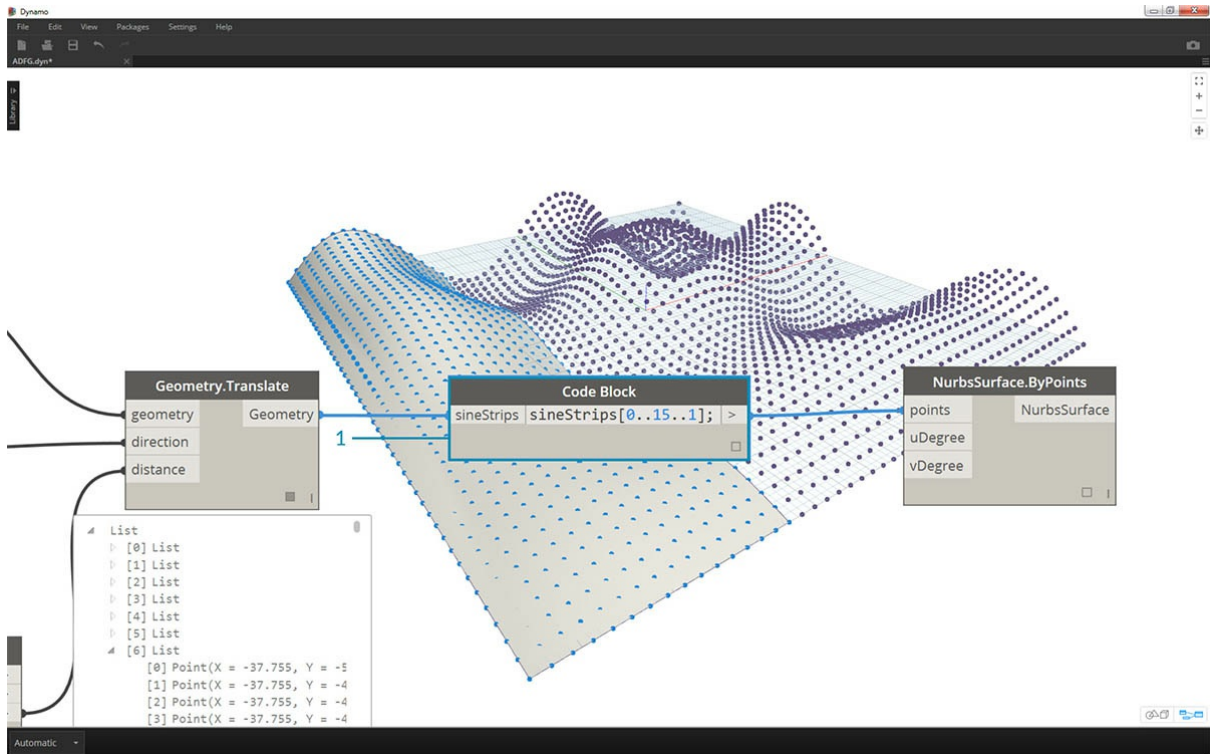 Dynamo
File Edit View Packages Settings Help
ADFG.dyn*
Library
Geometry.Translate
geometry Geometry
direction
distance
1
Code Block
sineStrips sineStrips[0..15..1]; >
NurbsSurface.ByPoints
points NurbsSurface
uDegree
vDegree
List
[0] List
[1] List
[2] List
[3] List
[4] List
[5] List
[6] List
[0] Point(X = -37.755, Y = -5
[1] Point(X = -37.755, Y = -4
[2] Point(X = -37.755, Y = -4
[3] Point(X = -37.755, Y = -4
Automatic